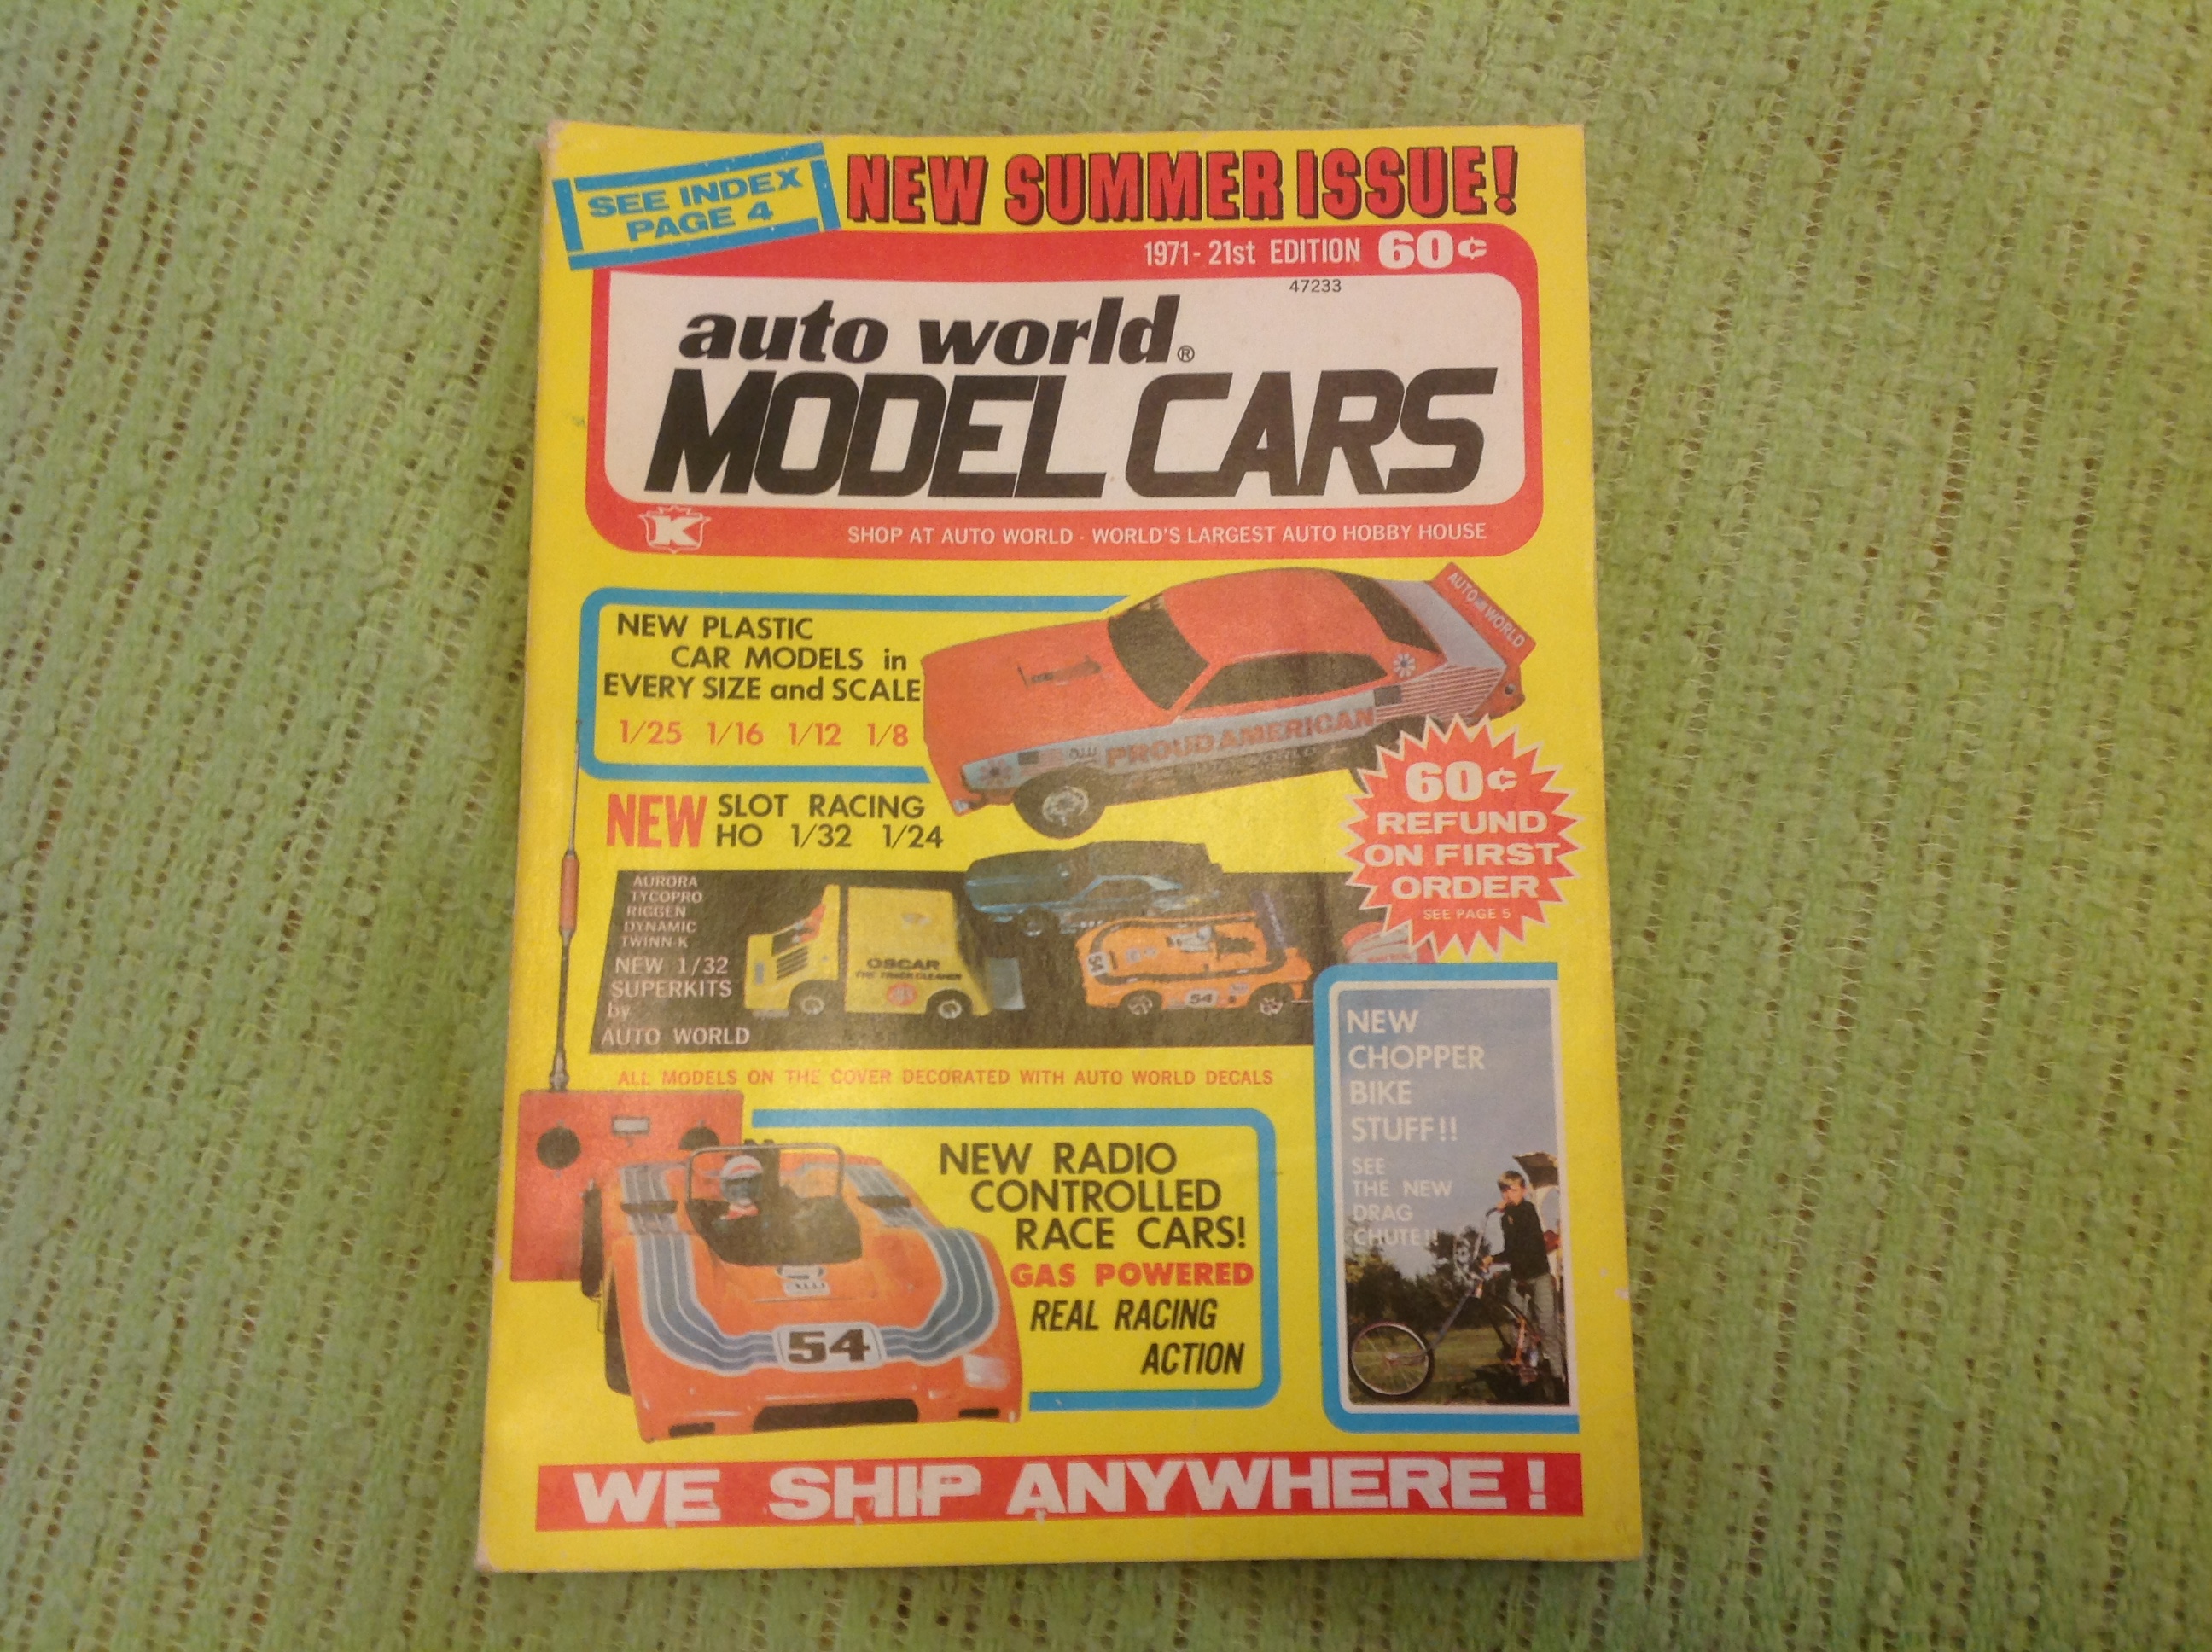 SEE INDEX
PAGE 4
NEW SUMMER ISSUE!
1971 - 21st EDITION 60¢
47233
auto world®
MODEL CARS
K
SHOP AT AUTO WORLD · WORLD'S LARGEST AUTO HOBBY HOUSE
NEW PLASTIC
CAR MODELS in
EVERY SIZE and SCALE
1/25 1/16 1/12 1/8
AUTO WORLD
aw PROUD AMERICAN
60¢
REFUND
ON FIRST
ORDER
SEE PAGE 5
NEW SLOT RACING
HO 1/32 1/24
AURORA
TYCOPRO
RIGGEN
DYNAMIC
TWINN-K
NEW 1/32
SUPERKITS
by
AUTO WORLD
OSCAR
THE TRACK CLEANER
54
54
ALL MODELS ON THE COVER DECORATED WITH AUTO WORLD DECALS
NEW
CHOPPER
BIKE
STUFF!!
SEE
THE NEW
DRAG
CHUTE!!
NEW RADIO
CONTROLLED
RACE CARS!
GAS POWERED
REAL RACING
ACTION
54
WE SHIP ANYWHERE!